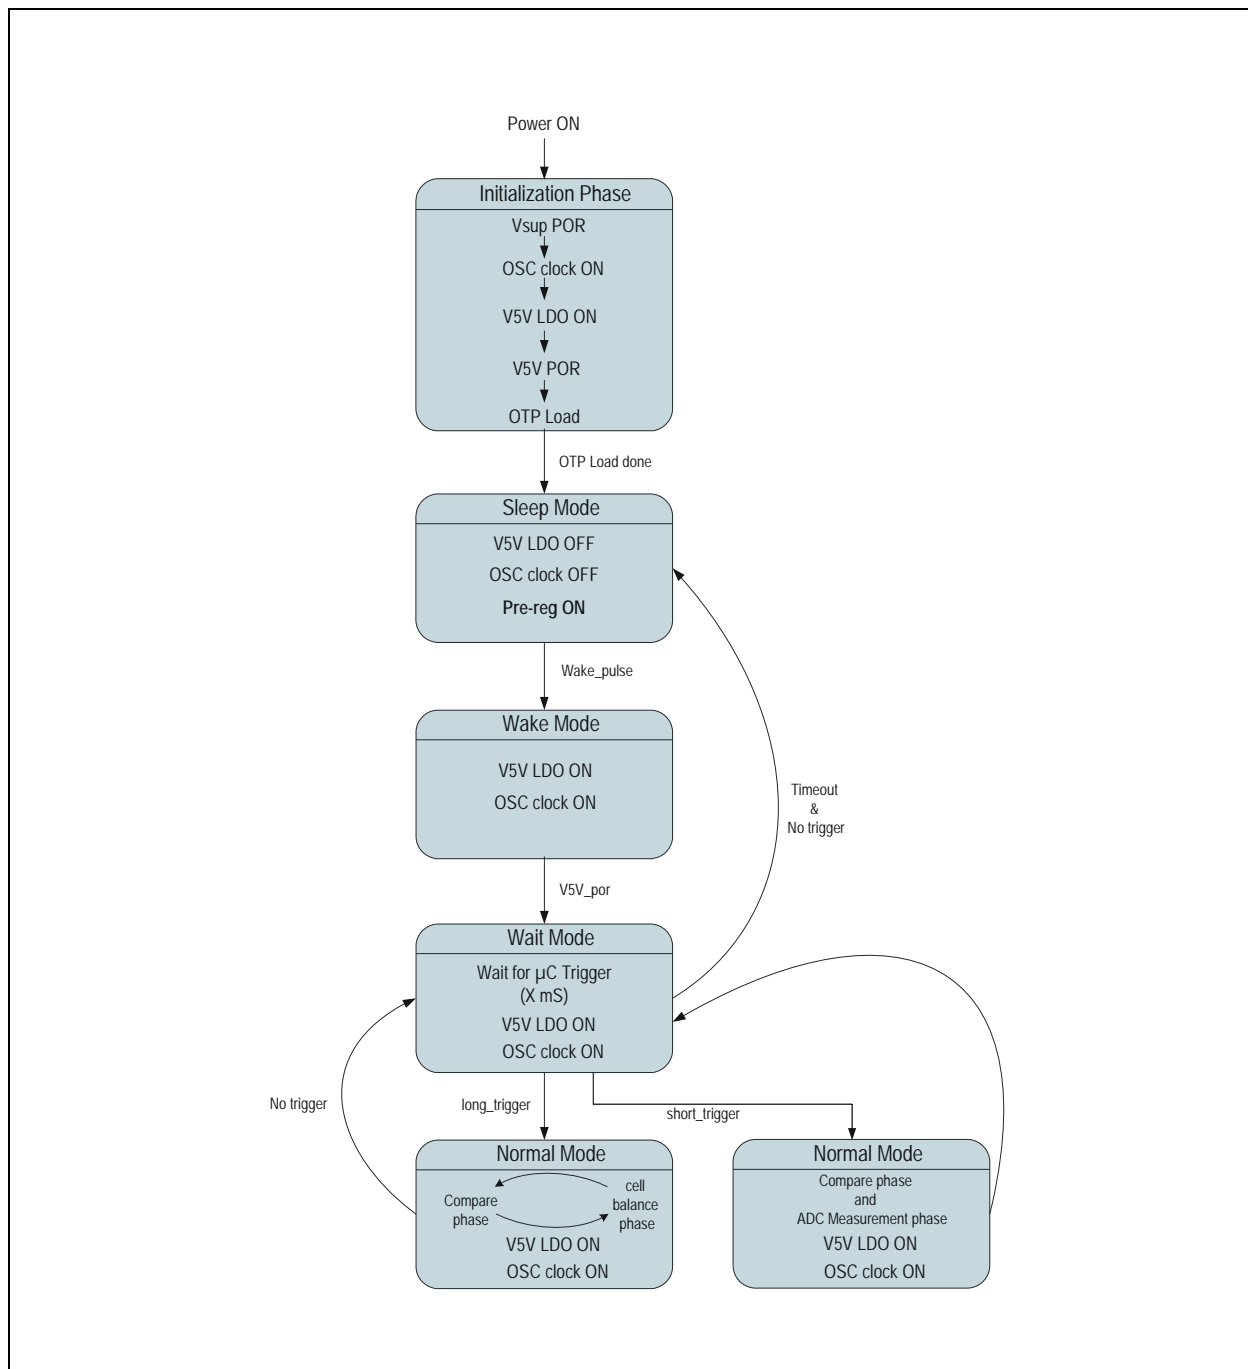 Power ON
Initialization Phase
Vsup POR
OSC clock ON
V5V LDO ON
V5V POR
OTP Load
OTP Load done
Sleep Mode
V5V LDO OFF
OSC clock OFF
Pre-reg ON
Wake_pulse
Wake Mode
V5V LDO ON
OSC clock ON
Timeout
&
No trigger
V5V_por
Wait Mode
Wait for µC Trigger
(X mS)
V5V LDO ON
OSC clock ON
No trigger
long_trigger
short_trigger
Normal Mode
Compare
phase
cell
balance
phase
V5V LDO ON
OSC clock ON
Normal Mode
Compare phase
and
ADC Measurement phase
V5V LDO ON
OSC clock ON